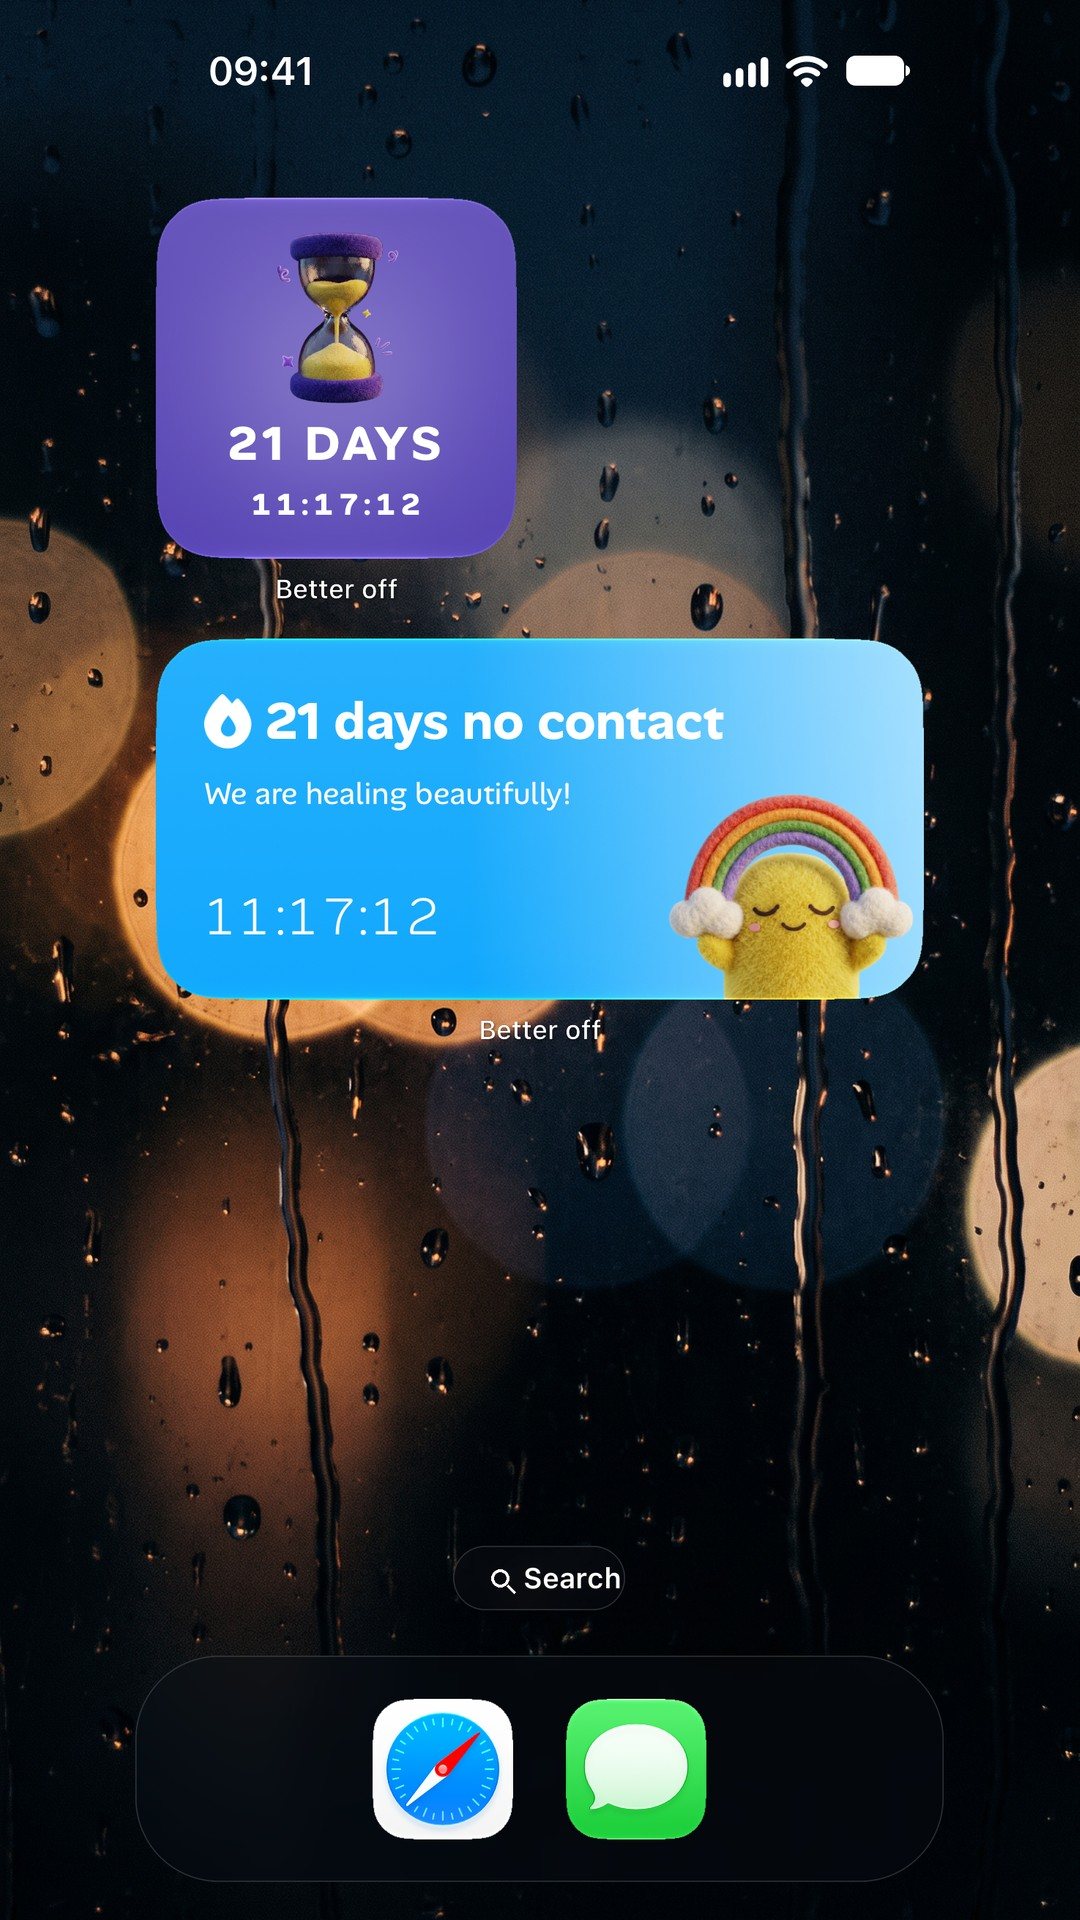 09:41
21 DAYS
11:17:12
Better off
21 days no contact
We are healing beautifully!
11:17:12
Better off
Search